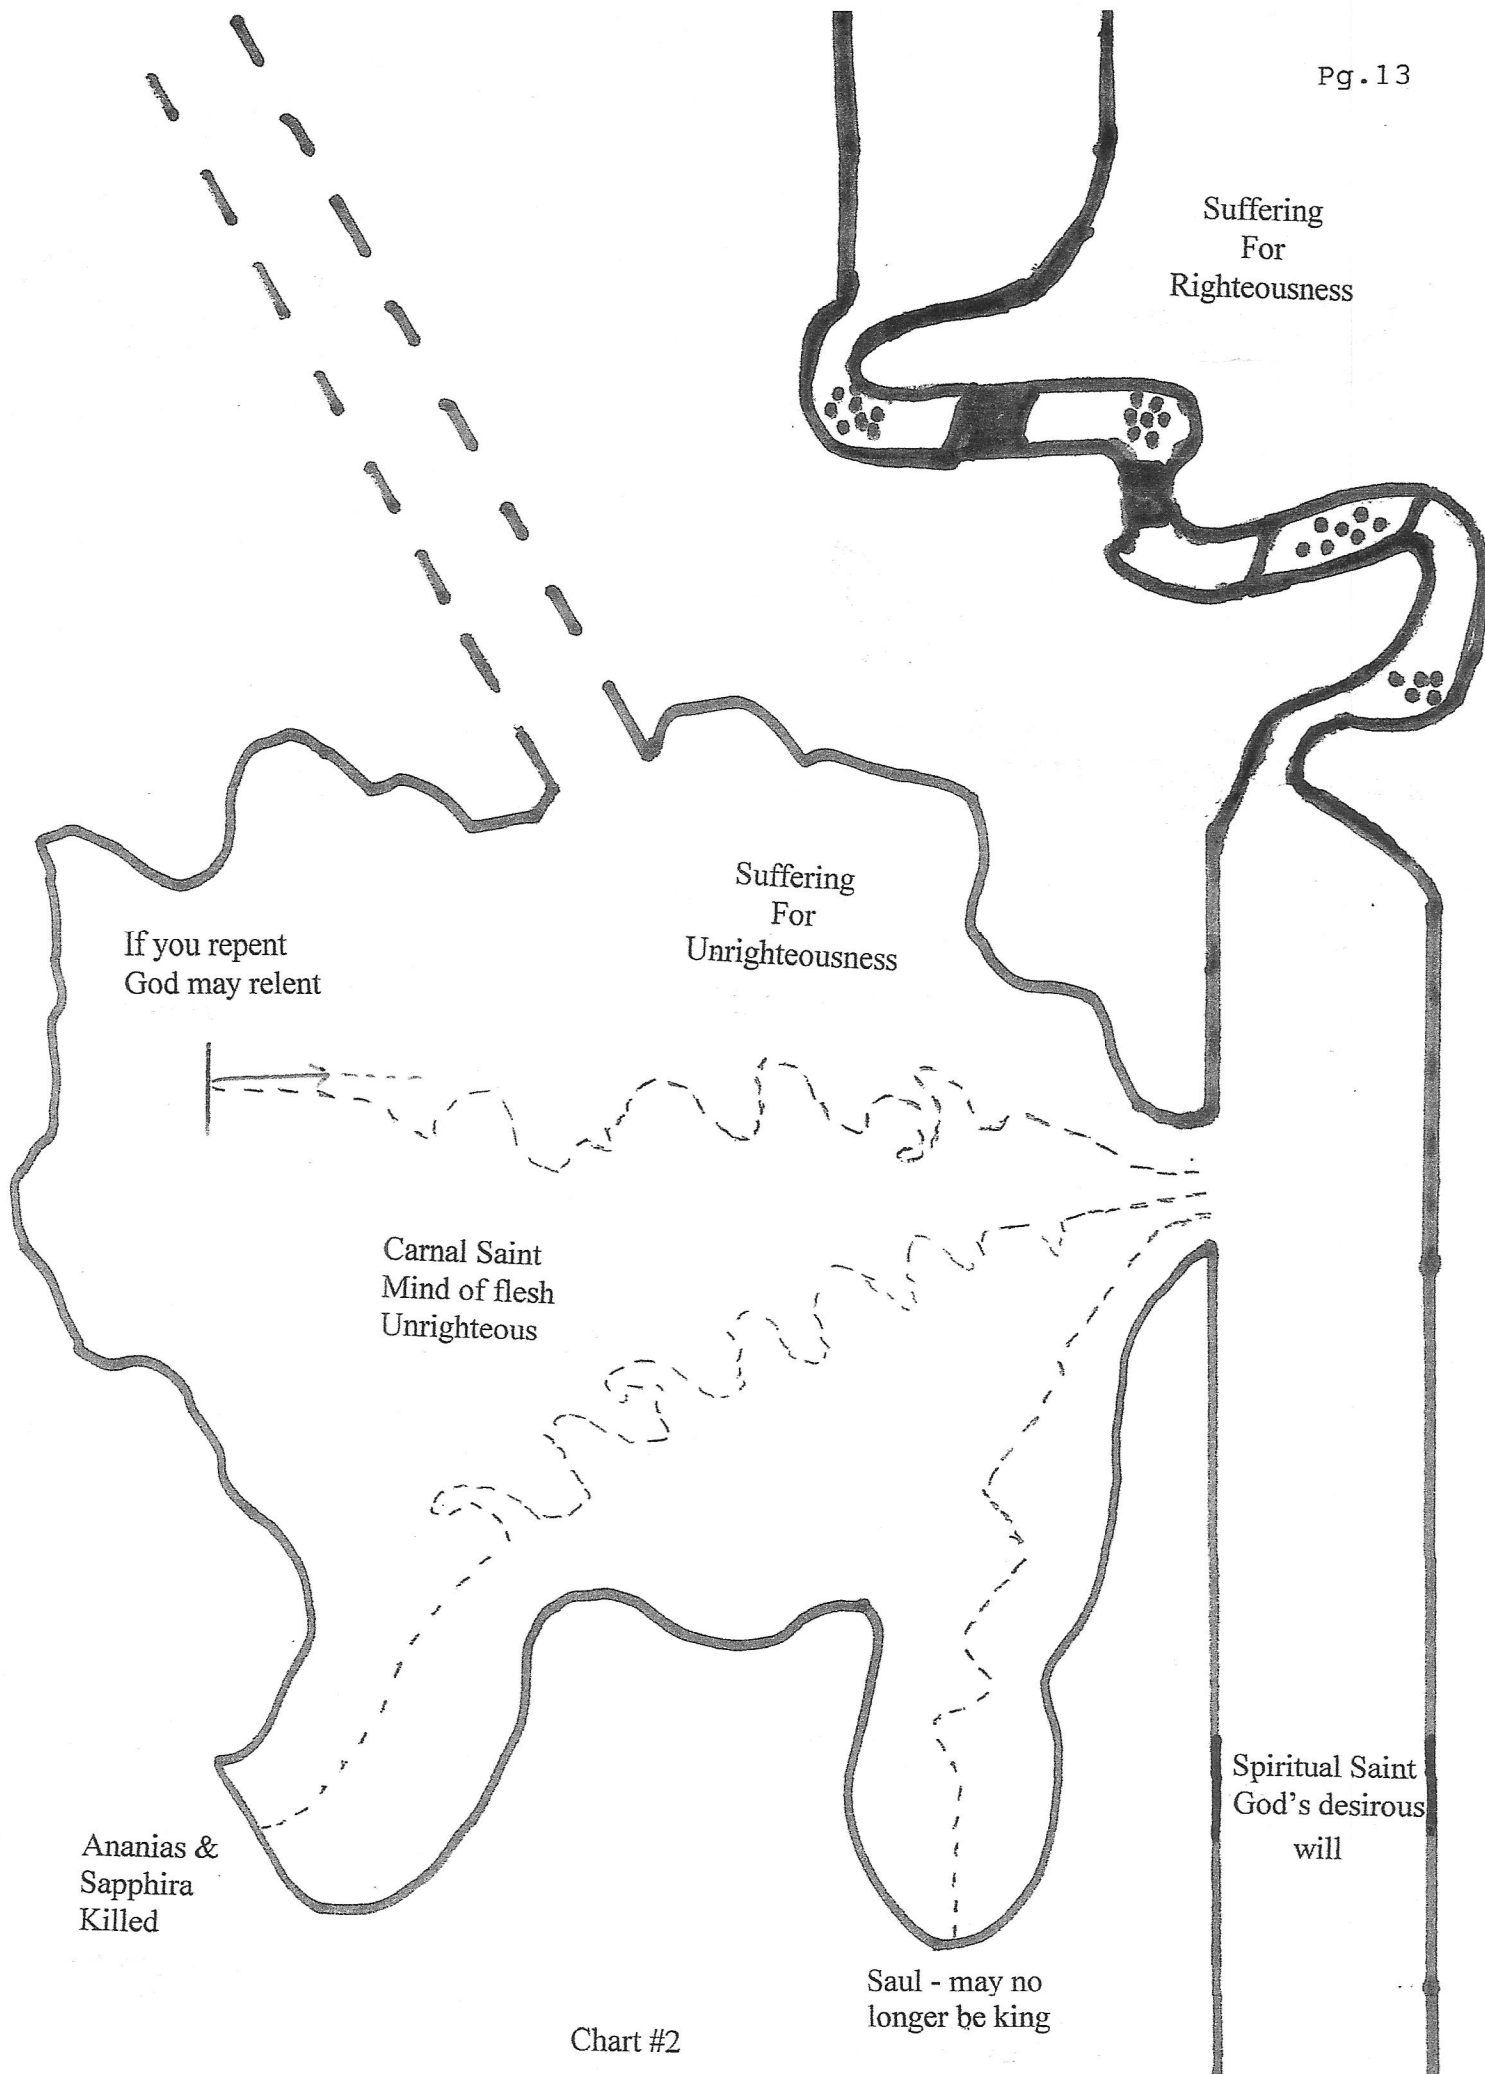 Pg.13
Suffering
For
Righteousness
Suffering
For
Unrighteousness
If you repent
God may relent
Carnal Saint
Mind of flesh
Unrighteous
Spiritual Saint
God's desirous
will
Ananias &
Sapphira
Killed
Saul - may no
longer be king
Chart #2